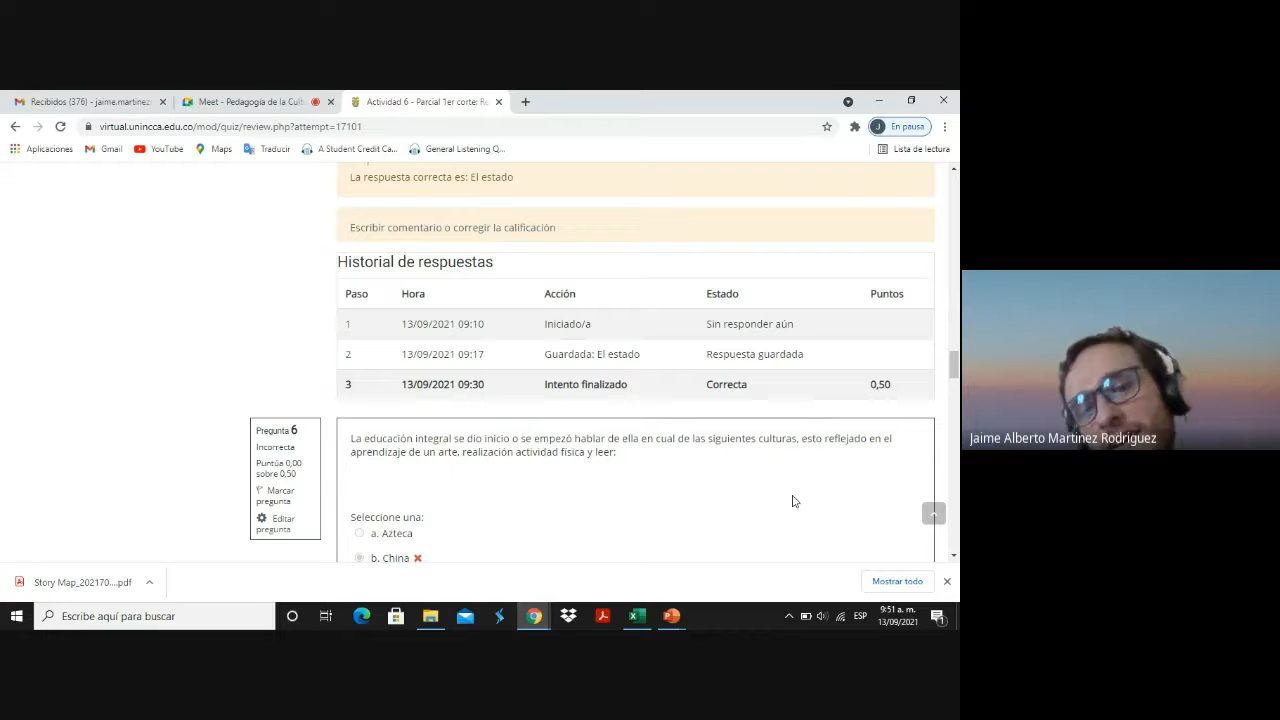 Recibidos (376) - jaime.martinez
Meet - Pedagogía de la Cultu
Actividad 6 - Parcial 1er corte: Re
virtual.unincca.edu.co/mod/quiz/review.php?attempt=17101
J En pausa
Aplicaciones Gmail YouTube Maps Traducir A Student Credit Ca... General Listening Q... Lista de lectura
La respuesta correcta es: El estado
Escribir comentario o corregir la calificación
Historial de respuestas
Paso Hora Acción Estado Puntos
1 13/09/2021 09:10 Iniciado/a Sin responder aún
2 13/09/2021 09:17 Guardada: El estado Respuesta guardada
3 13/09/2021 09:30 Intento finalizado Correcta 0,50
Pregunta 6
Incorrecta
Puntúa 0,00
sobre 0,50
Marcar
pregunta
Editar
pregunta
La educación integral se dio inicio o se empezó hablar de ella en cual de las siguientes culturas, esto reflejado en el
aprendizaje de un arte, realización actividad física y leer:
Seleccione una:
a. Azteca
b. China
Jaime Alberto Martinez Rodriguez
Story Map_202170....pdf
Mostrar todo
Escribe aquí para buscar
ESP
9:51 a. m.
13/09/2021
1